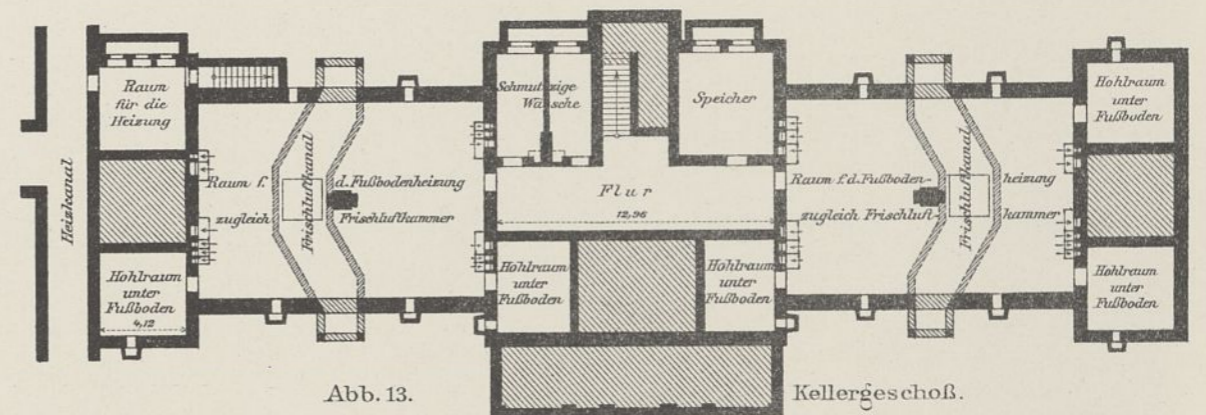 Raum
für die
Heizung
Heizkanal
Hohlraum
unter
Fußboden
4,12
Raum f.
zugleich
Frischluftkanal
d. Fußbodenheizung
Frischluftkammer
Schmutzige
Wäsche
Speicher
Flur
12,96
Hohlraum
unter
Fußboden
Hohlraum
unter
Fußboden
Raum f. d. Fußboden-
zugleich Frischluft-
Frischluftkanal
heizung
kammer
Hohlraum
unter
Fußboden
Hohlraum
unter
Fußboden
Abb. 13.
Kellergeschoß.